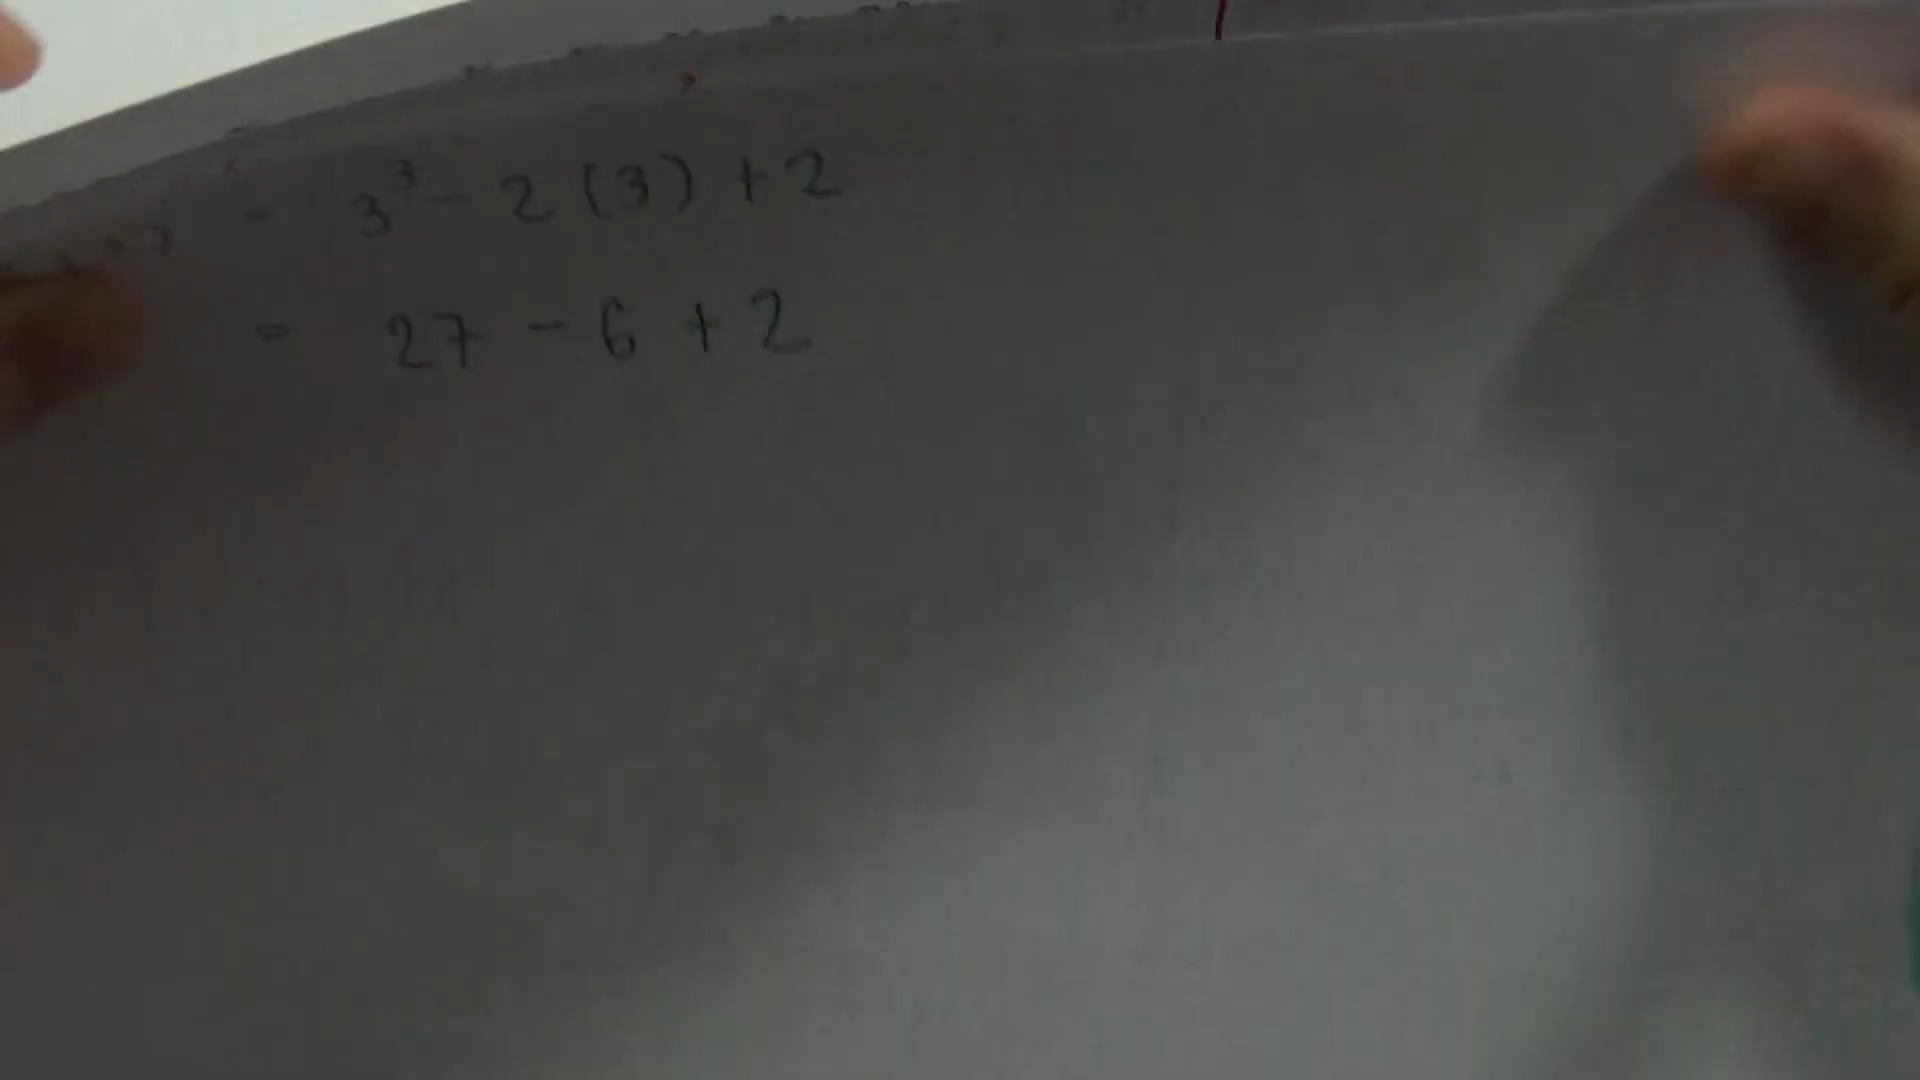 = 3³ - 2 (3) + 2
= 27 - 6 + 2